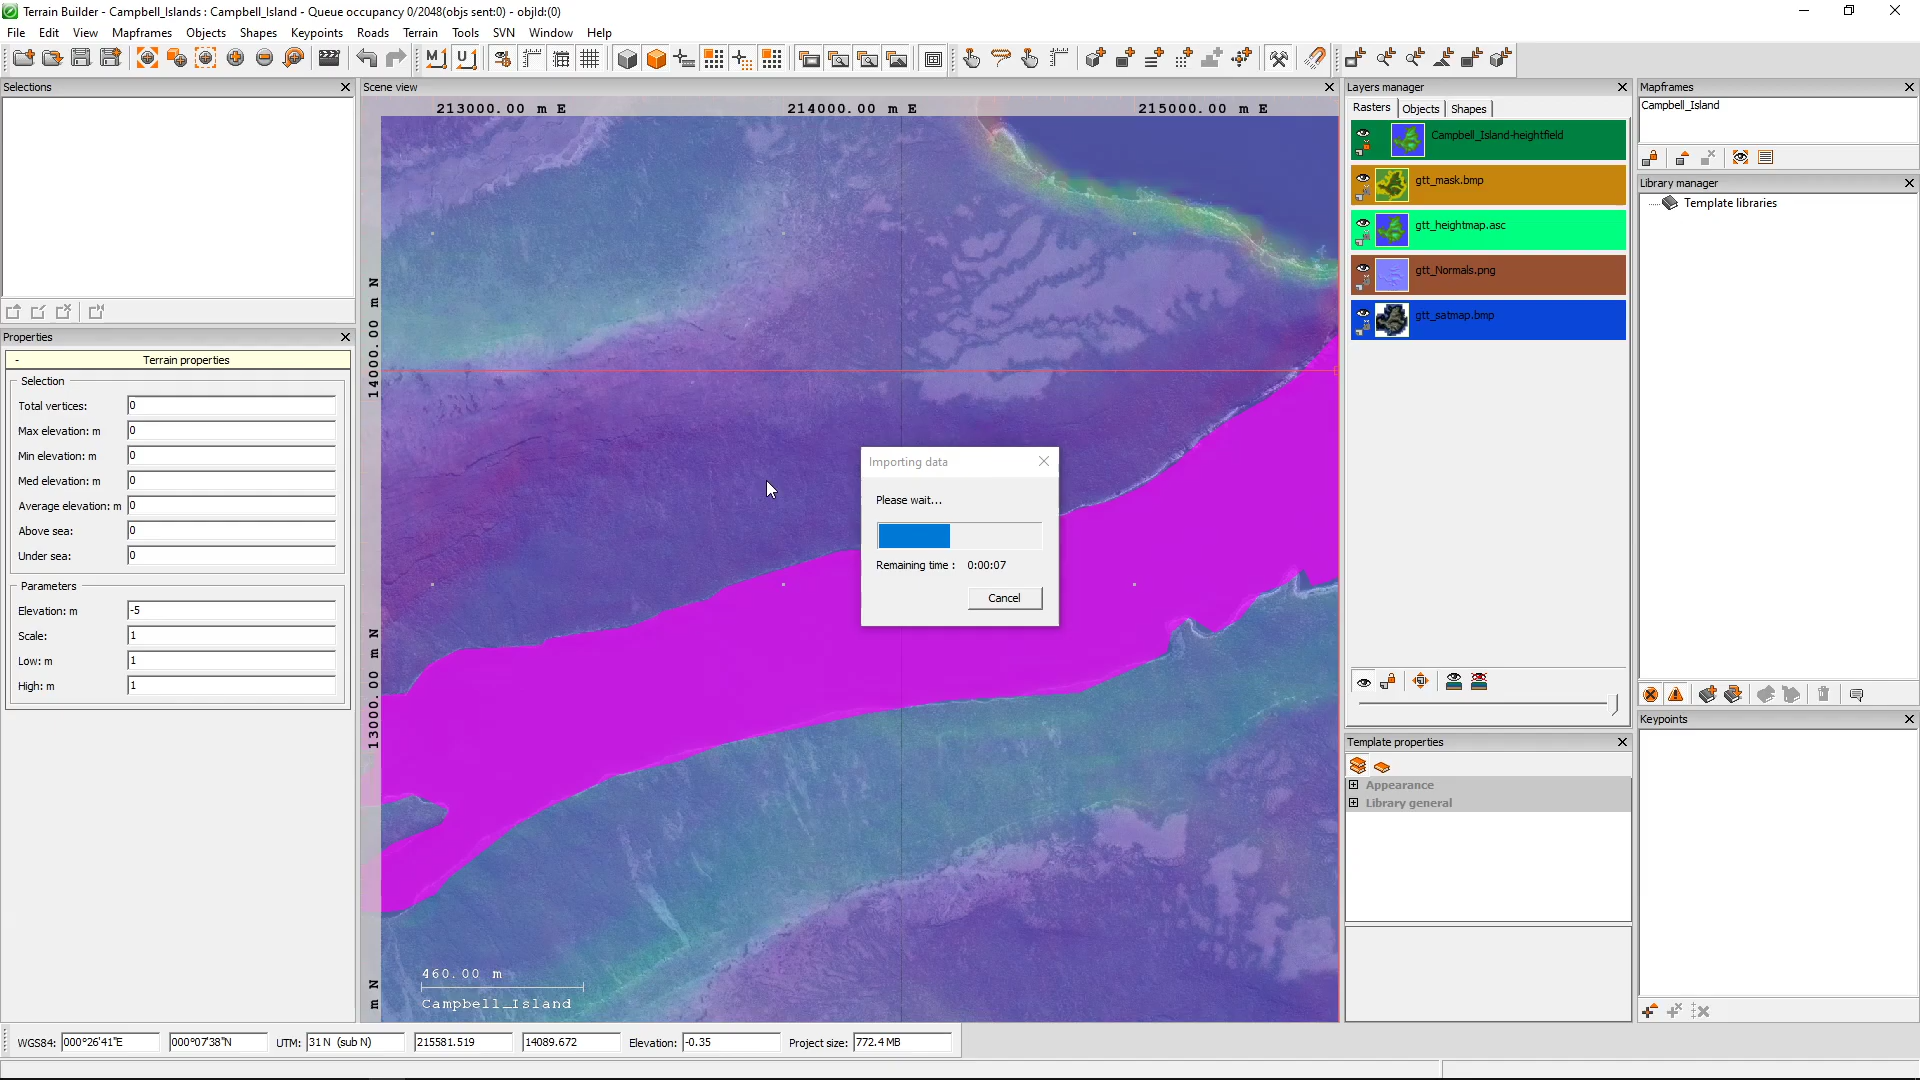 Terrain Builder - Campbell_Islands : Campbell_Island - Queue occupancy 0/2048(objs sent:0) - objId:(0)
File Edit View Mapframes Objects Shapes Keypoints Roads Terrain Tools SVN Window Help
Selections
Scene view
213000.00 m E 214000.00 m E 215000.00 m E
14000.00 m N
13000.00 m N
m N
460.00 m
Campbell_Island
Properties
- Terrain properties
Selection
Total vertices: 0
Max elevation: m 0
Min elevation: m 0
Med elevation: m 0
Average elevation: m 0
Above sea: 0
Under sea: 0
Parameters
Elevation: m -5
Scale: 1
Low: m 1
High: m 1
Importing data
Please wait...
Remaining time : 0:00:07
Cancel
Layers manager
Rasters Objects Shapes
Campbell_Island-heightfield
gtt_mask.bmp
gtt_heightmap.asc
gtt_Normals.png
gtt_satmap.bmp
Template properties
Appearance
Library general
Mapframes
Campbell_Island
Library manager
Template libraries
Keypoints
WGS84: 000°26'41"E 000°07'38"N UTM: 31 N (sub N) 215581.519 14089.672 Elevation: -0.35 Project size: 772.4 MB